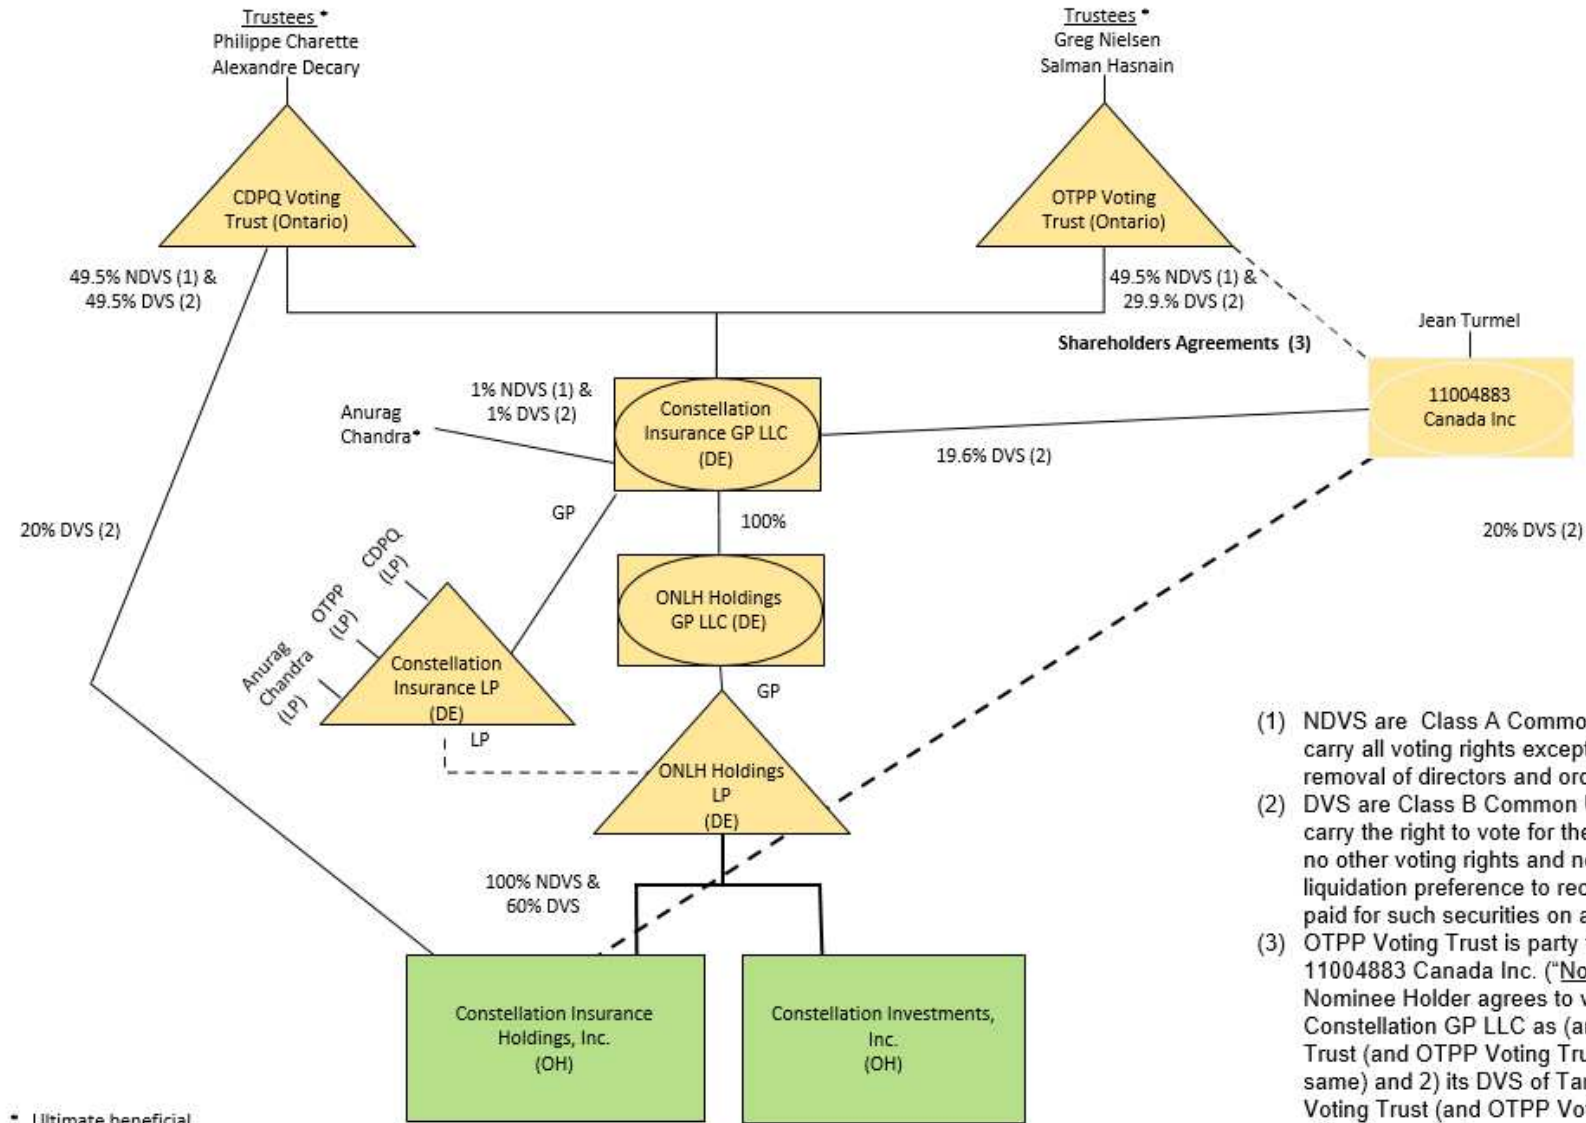 Trustees *
Philippe Charette
Alexandre Decary
Trustees *
Greg Nielsen
Salman Hasnain
CDPQ Voting
Trust (Ontario)
OTPP Voting
Trust (Ontario)
49.5% NDVS (1) &
49.5% DVS (2)
49.5% NDVS (1) &
29.9.% DVS (2)
Shareholders Agreements (3)
Jean Turmel
11004883
Canada Inc
Anurag
Chandra*
1% NDVS (1) &
1% DVS (2)
Constellation
Insurance GP LLC
(DE)
19.6% DVS (2)
20% DVS (2)
20% DVS (2)
GP
100%
CDPQ
(LP)
OTPP
(LP)
Anurag
Chandra
(LP)
Constellation
Insurance LP
(DE)
ONLH Holdings
GP LLC (DE)
GP
LP
ONLH Holdings
LP
(DE)
100% NDVS &
60% DVS
Constellation Insurance
Holdings, Inc.
(OH)
Constellation Investments,
Inc.
(OH)
(1) NDVS are Class A Commo
carry all voting rights except
removal of directors and ord
(2) DVS are Class B Common
carry the right to vote for the
no other voting rights and no
liquidation preference to rec
paid for such securities on a
(3) OTPP Voting Trust is party
11004883 Canada Inc. ("No
Nominee Holder agrees to v
Constellation GP LLC as (a
Trust (and OTPP Voting Tru
same) and 2) its DVS of Tar
Voting Trust (and OTPP Vo
* Ultimate beneficial